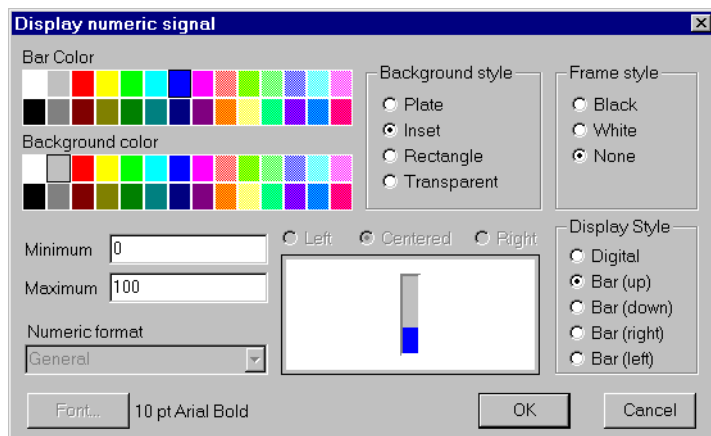 Display numeric signal
Bar Color
Background color
Background style
Plate
Inset
Rectangle
Transparent
Frame style
Black
White
None
Minimum 0
Maximum 100
Numeric format
General
Left Centered Right
Display Style
Digital
Bar (up)
Bar (down)
Bar (right)
Bar (left)
Font... 10 pt Arial Bold
OK Cancel